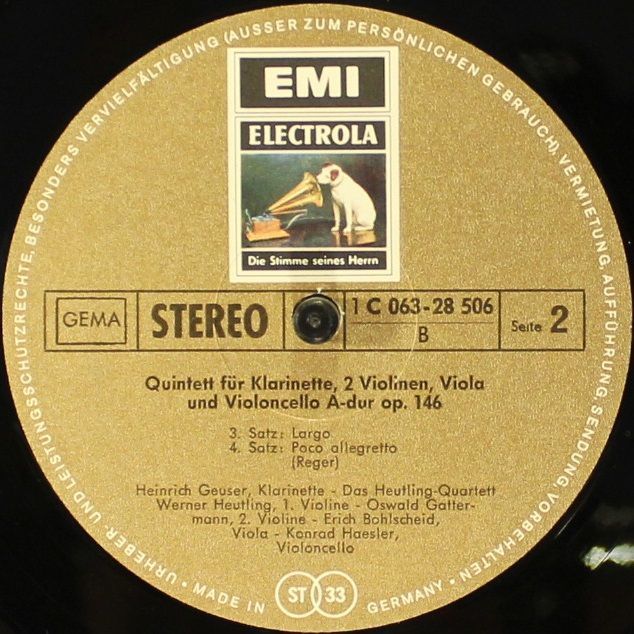 URHEBER- UND LEISTUNGSSCHUTZRECHTE, BESONDERS VERVIELFÄLTIGUNG (AUSSER ZUM PERSÖNLICHEN GEBRAUCH), VERMIETUNG, AUFFÜHRUNG, SENDUNG, VORBEHALTEN
EMI
ELECTROLA
Die Stimme seines Herrn
GEMA
STEREO
1 C 063-28 506
B
Seite 2
Quintett für Klarinette, 2 Violinen, Viola
und Violoncello A-dur op. 146
3. Satz: Largo
4. Satz: Poco allegretto
(Reger)
Heinrich Geuser, Klarinette - Das Heutling-Quartett
Werner Heutling, 1. Violine - Oswald Gatter-
mann, 2. Violine - Erich Bohlscheid,
Viola - Konrad Haesler,
Violoncello
• MADE IN GERMANY •
ST 33